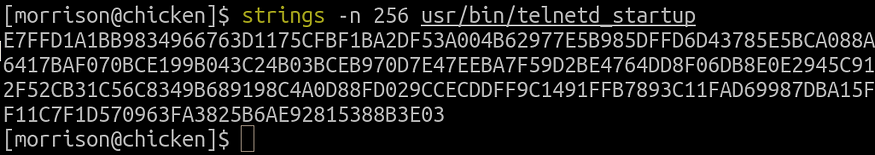 [morrison@chicken]$ strings -n 256 usr/bin/telnetd_startup
E7FFD1A1BB9834966763D1175CFBF1BA2DF53A004B62977E5B985DFFD6D43785E5BCA088A
6417BAF070BCE199B043C24B03BCEB970D7E47EEBA7F59D2BE4764DD8F06DB8E0E2945C91
2F52CB31C56C8349B689198C4A0D88FD029CCECDDFF9C1491FFB7893C11FAD69987DBA15F
F11C7F1D570963FA3825B6AE92815388B3E03
[morrison@chicken]$